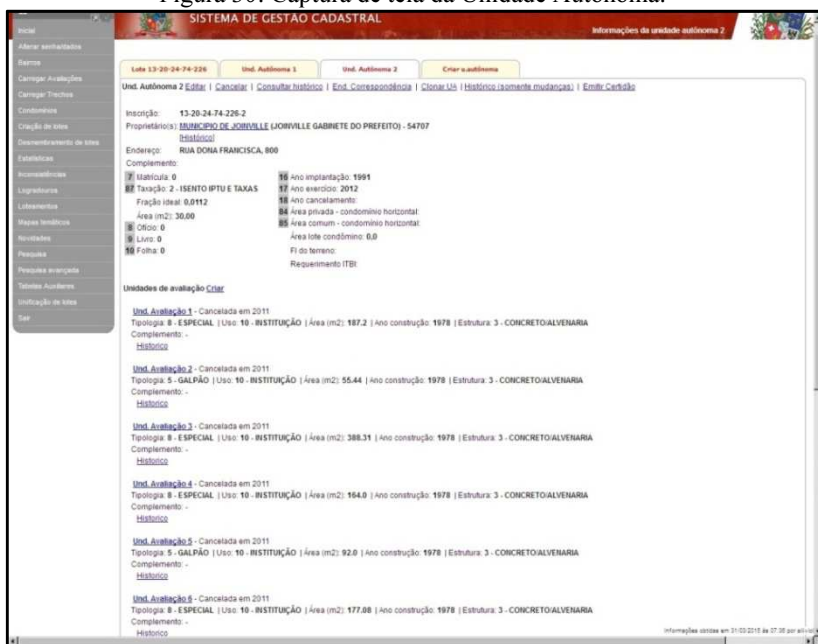 SISTEMA DE GESTÃO CADASTRAL
Informações da unidade autônoma 2
Inicial
Alterar senha/dados
Bairros
Carregar Avaliações
Carregar Trechos
Condomínios
Criação de lotes
Desmembramento de lotes
Estatísticas
Inconsistências
Logradouros
Loteamentos
Mapas temáticos
Novidades
Pesquisa
Pesquisa avançada
Tabelas Auxiliares
Unificação de lotes
Sair
Lote 13-20-24-74-226 Und. Autônoma 1 Und. Autônoma 2 Criar u.autônoma
Und. Autônoma 2 Editar | Cancelar | Consultar histórico | End. Correspondência | Clonar UA | Histórico (somente mudanças) | Emitir Certidão
Inscrição: 13-20-24-74-226-2
Proprietário(s): MUNICIPIO DE JOINVILLE (JOINVILLE GABINETE DO PREFEITO) - 54707
[Histórico]
Endereço: RUA DONA FRANCISCA, 800
Complemento:
7 Matrícula: 0 16 Ano implantação: 1991
87 Taxação: 2 - ISENTO IPTU E TAXAS 17 Ano exercício: 2012
Fração ideal: 0,0112 18 Ano cancelamento:
Área (m2): 30,00 84 Área privada - condomínio horizontal:
8 Ofício: 0 85 Área comum - condomínio horizontal:
9 Livro: 0 Área lote condômino: 0,0
10 Folha: 0 FI do terreno:
Requerimento ITBI:
Unidades de avaliação Criar
Und. Avaliação 1 - Cancelada em 2011
Tipologia: 8 - ESPECIAL | Uso: 10 - INSTITUIÇÃO | Área (m2): 187.2 | Ano construção: 1978 | Estrutura: 3 - CONCRETO/ALVENARIA
Complemento: -
Historico
Und. Avaliação 2 - Cancelada em 2011
Tipologia: 5 - GALPÃO | Uso: 10 - INSTITUIÇÃO | Área (m2): 55.44 | Ano construção: 1978 | Estrutura: 3 - CONCRETO/ALVENARIA
Complemento: -
Historico
Und. Avaliação 3 - Cancelada em 2011
Tipologia: 8 - ESPECIAL | Uso: 10 - INSTITUIÇÃO | Área (m2): 388.31 | Ano construção: 1978 | Estrutura: 3 - CONCRETO/ALVENARIA
Complemento: -
Historico
Und. Avaliação 4 - Cancelada em 2011
Tipologia: 8 - ESPECIAL | Uso: 10 - INSTITUIÇÃO | Área (m2): 164.0 | Ano construção: 1978 | Estrutura: 3 - CONCRETO/ALVENARIA
Complemento: -
Historico
Und. Avaliação 5 - Cancelada em 2011
Tipologia: 5 - GALPÃO | Uso: 10 - INSTITUIÇÃO | Área (m2): 92.0 | Ano construção: 1978 | Estrutura: 3 - CONCRETO/ALVENARIA
Complemento: -
Historico
Und. Avaliação 6 - Cancelada em 2011
Tipologia: 8 - ESPECIAL | Uso: 10 - INSTITUIÇÃO | Área (m2): 177.08 | Ano construção: 1978 | Estrutura: 3 - CONCRETO/ALVENARIA
Complemento: -
Historico
Informações obtidas em 31/03/2015 às 07:36 por